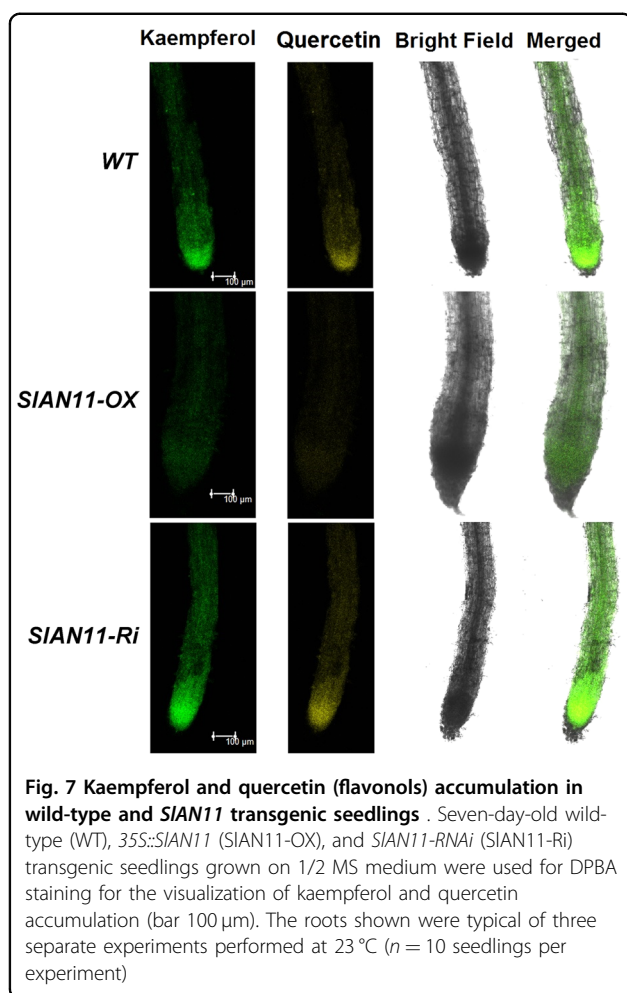 Kaempferol Quercetin Bright Field Merged
WT
100 µm
SlAN11-OX
100 µm
SlAN11-Ri
100 µm
Fig. 7 Kaempferol and quercetin (flavonols) accumulation in
wild-type and SlAN11 transgenic seedlings . Seven-day-old wild-
type (WT), 35S::SlAN11 (SlAN11-OX), and SlAN11-RNAi (SlAN11-Ri)
transgenic seedlings grown on 1/2 MS medium were used for DPBA
staining for the visualization of kaempferol and quercetin
accumulation (bar 100 µm). The roots shown were typical of three
separate experiments performed at 23 °C (n = 10 seedlings per
experiment)